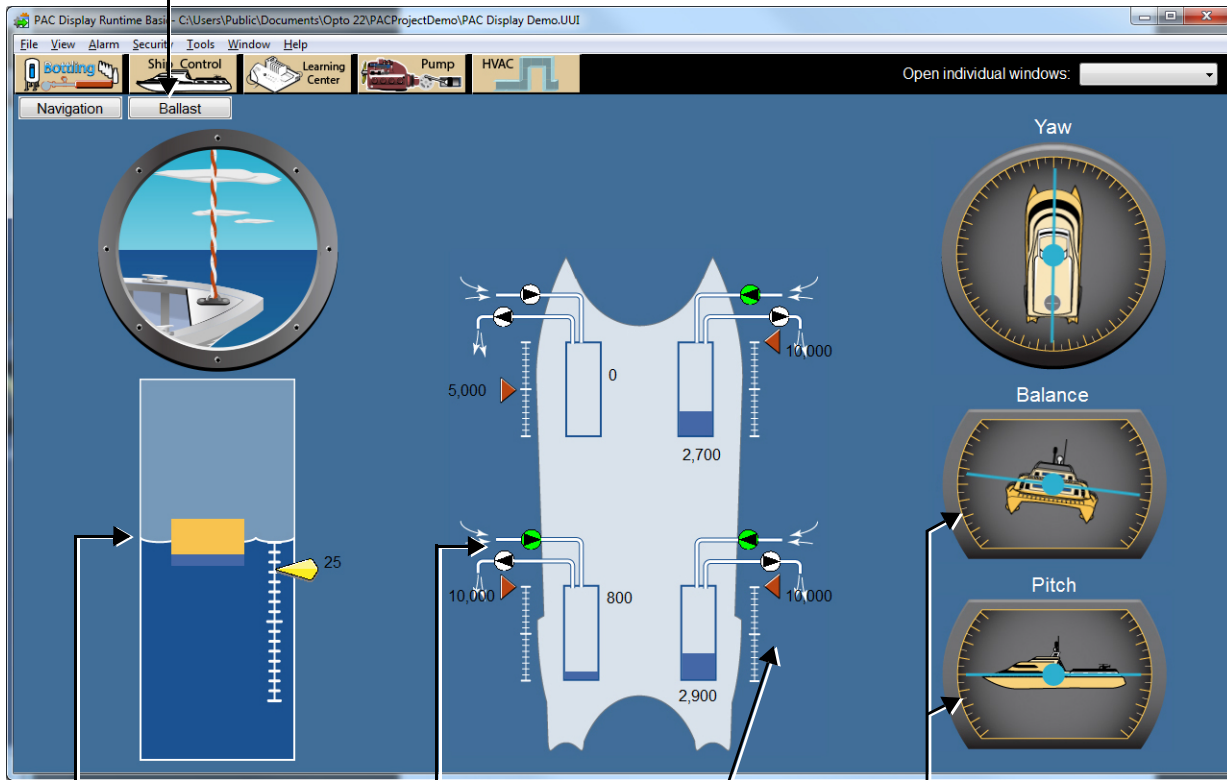 PAC Display Runtime Basic - C:\Users\Public\Documents\Opto 22\PACProjectDemo\PAC Display Demo.UUI
File View Alarm Security Tools Window Help
Bottling
Ship Control
Learning
Center
Pump
HVAC
Open individual windows:
Navigation
Ballast
Yaw
10,000
0
5,000
Balance
2,700
25
10,000
800
10,000
Pitch
2,900